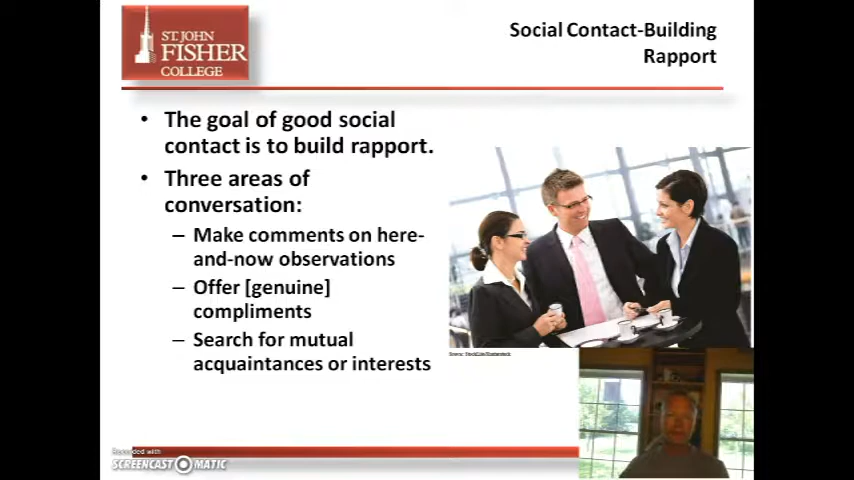 ST. JOHN
FISHER
COLLEGE
Social Contact-Building
Rapport
• The goal of good social
contact is to build rapport.
• Three areas of
conversation:
– Make comments on here-
and-now observations
– Offer [genuine]
compliments
– Search for mutual
acquaintances or interests
Recorded with
SCREENCAST MATIC